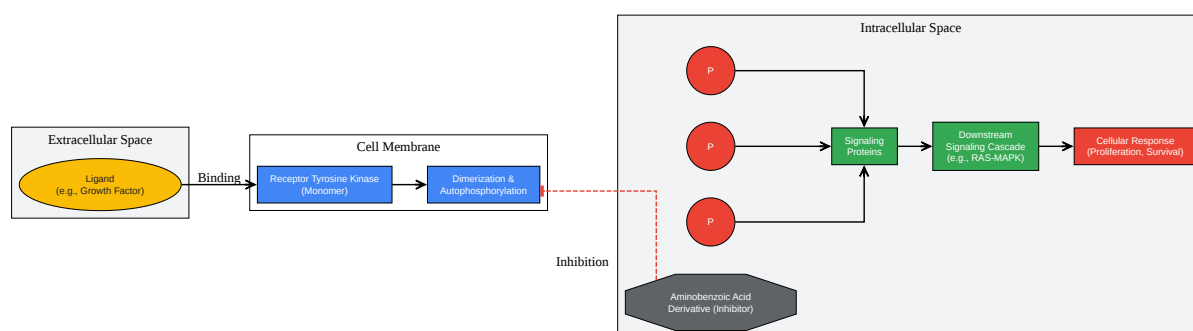 Extracellular Space
Ligand
(e.g., Growth Factor)
Binding
Cell Membrane
Receptor Tyrosine Kinase
(Monomer)
Dimerization &
Autophosphorylation
Inhibition
Intracellular Space
P
P
P
Signaling
Proteins
Downstream
Signaling Cascade
(e.g., RAS-MAPK)
Cellular Response
(Proliferation, Survival)
Aminobenzoic Acid
Derivative (Inhibitor)